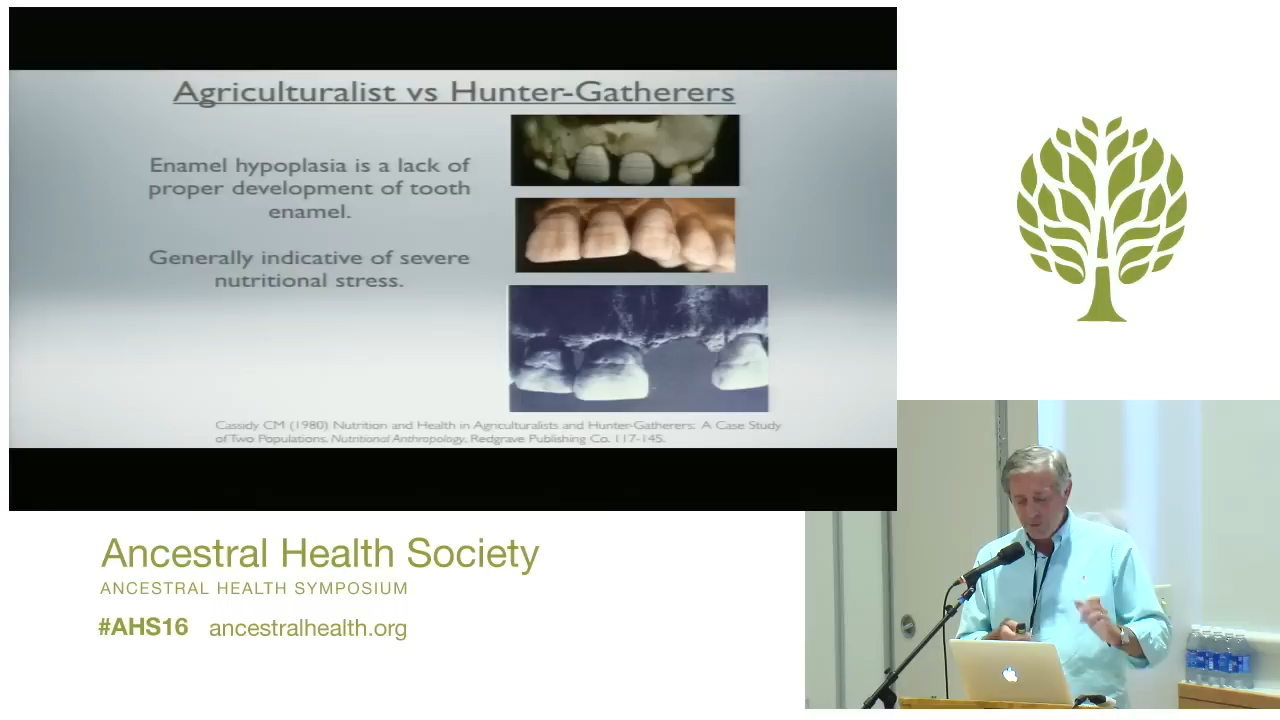 Agriculturalist vs Hunter-Gatherers
Enamel hypoplasia is a lack of
proper development of tooth
enamel.
Generally indicative of severe
nutritional stress.
Cassidy CM (1980) Nutrition and Health in Agriculturalists and Hunter-Gatherers: A Case Study
of Two Populations. Nutritional Anthropology, Redgrave Publishing Co. 117-145.
Ancestral Health Society
ANCESTRAL HEALTH SYMPOSIUM
#AHS16 ancestralhealth.org